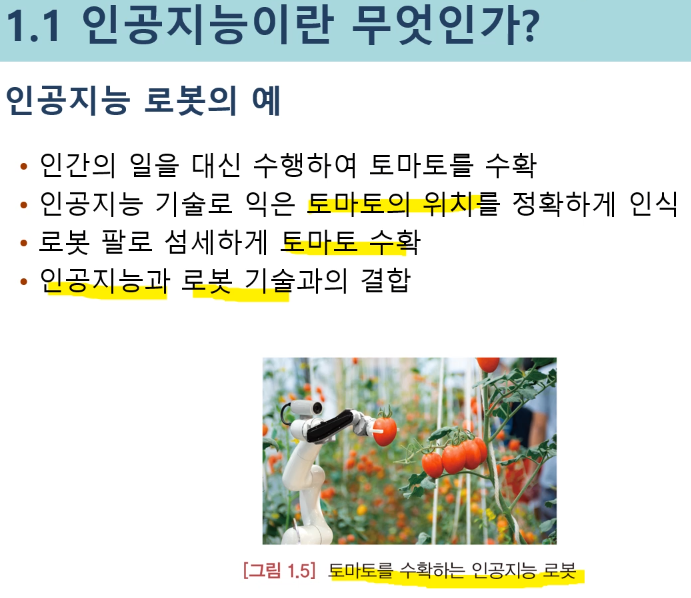 1.1 인공지능이란 무엇인가?
인공지능 로봇의 예
• 인간의 일을 대신 수행하여 토마토를 수확
• 인공지능 기술로 익은 토마토의 위치를 정확하게 인식
• 로봇 팔로 섬세하게 토마토 수확
• 인공지능과 로봇 기술과의 결합
[그림 1.5] 토마토를 수확하는 인공지능 로봇